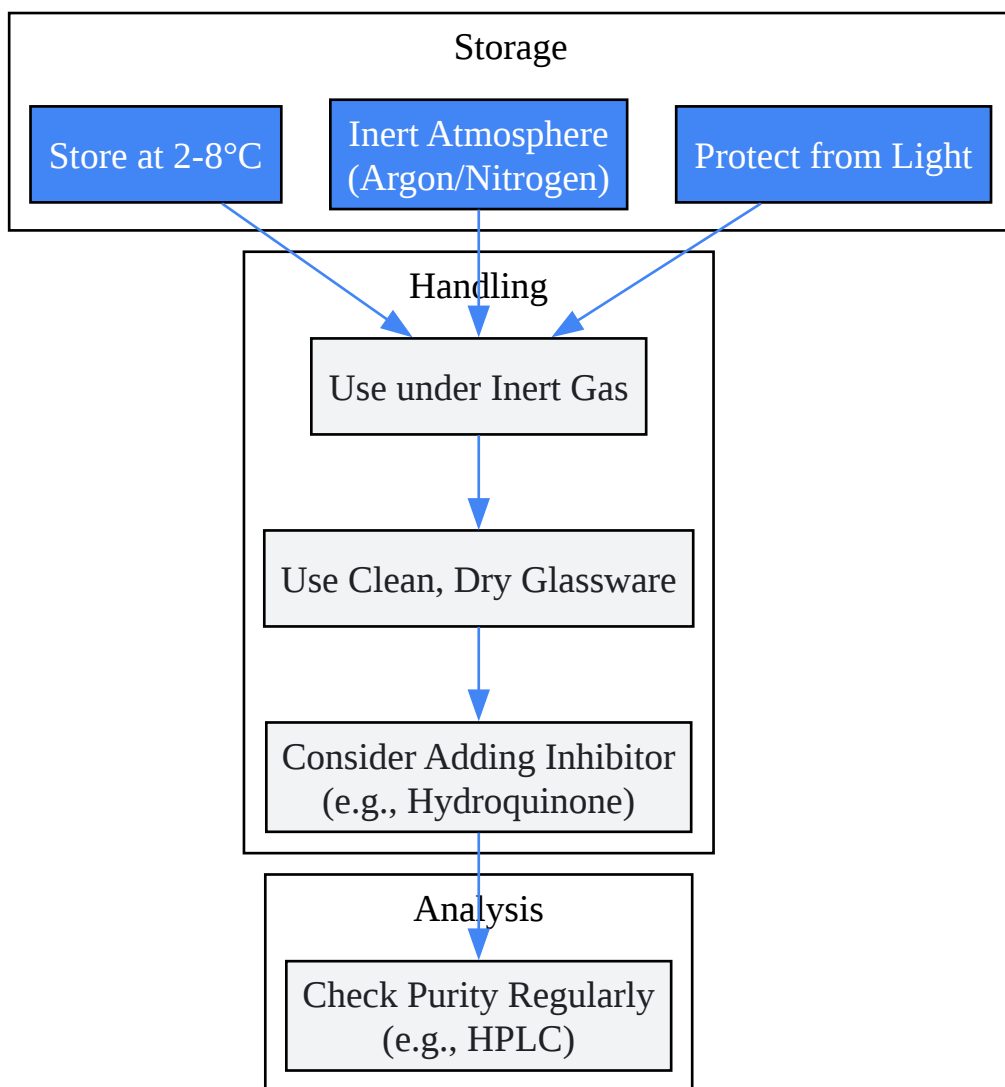 Storage
Store at 2-8°C
Inert Atmosphere
(Argon/Nitrogen)
Protect from Light
Handling
Use under Inert Gas
Use Clean, Dry Glassware
Consider Adding Inhibitor
(e.g., Hydroquinone)
Analysis
Check Purity Regularly
(e.g., HPLC)